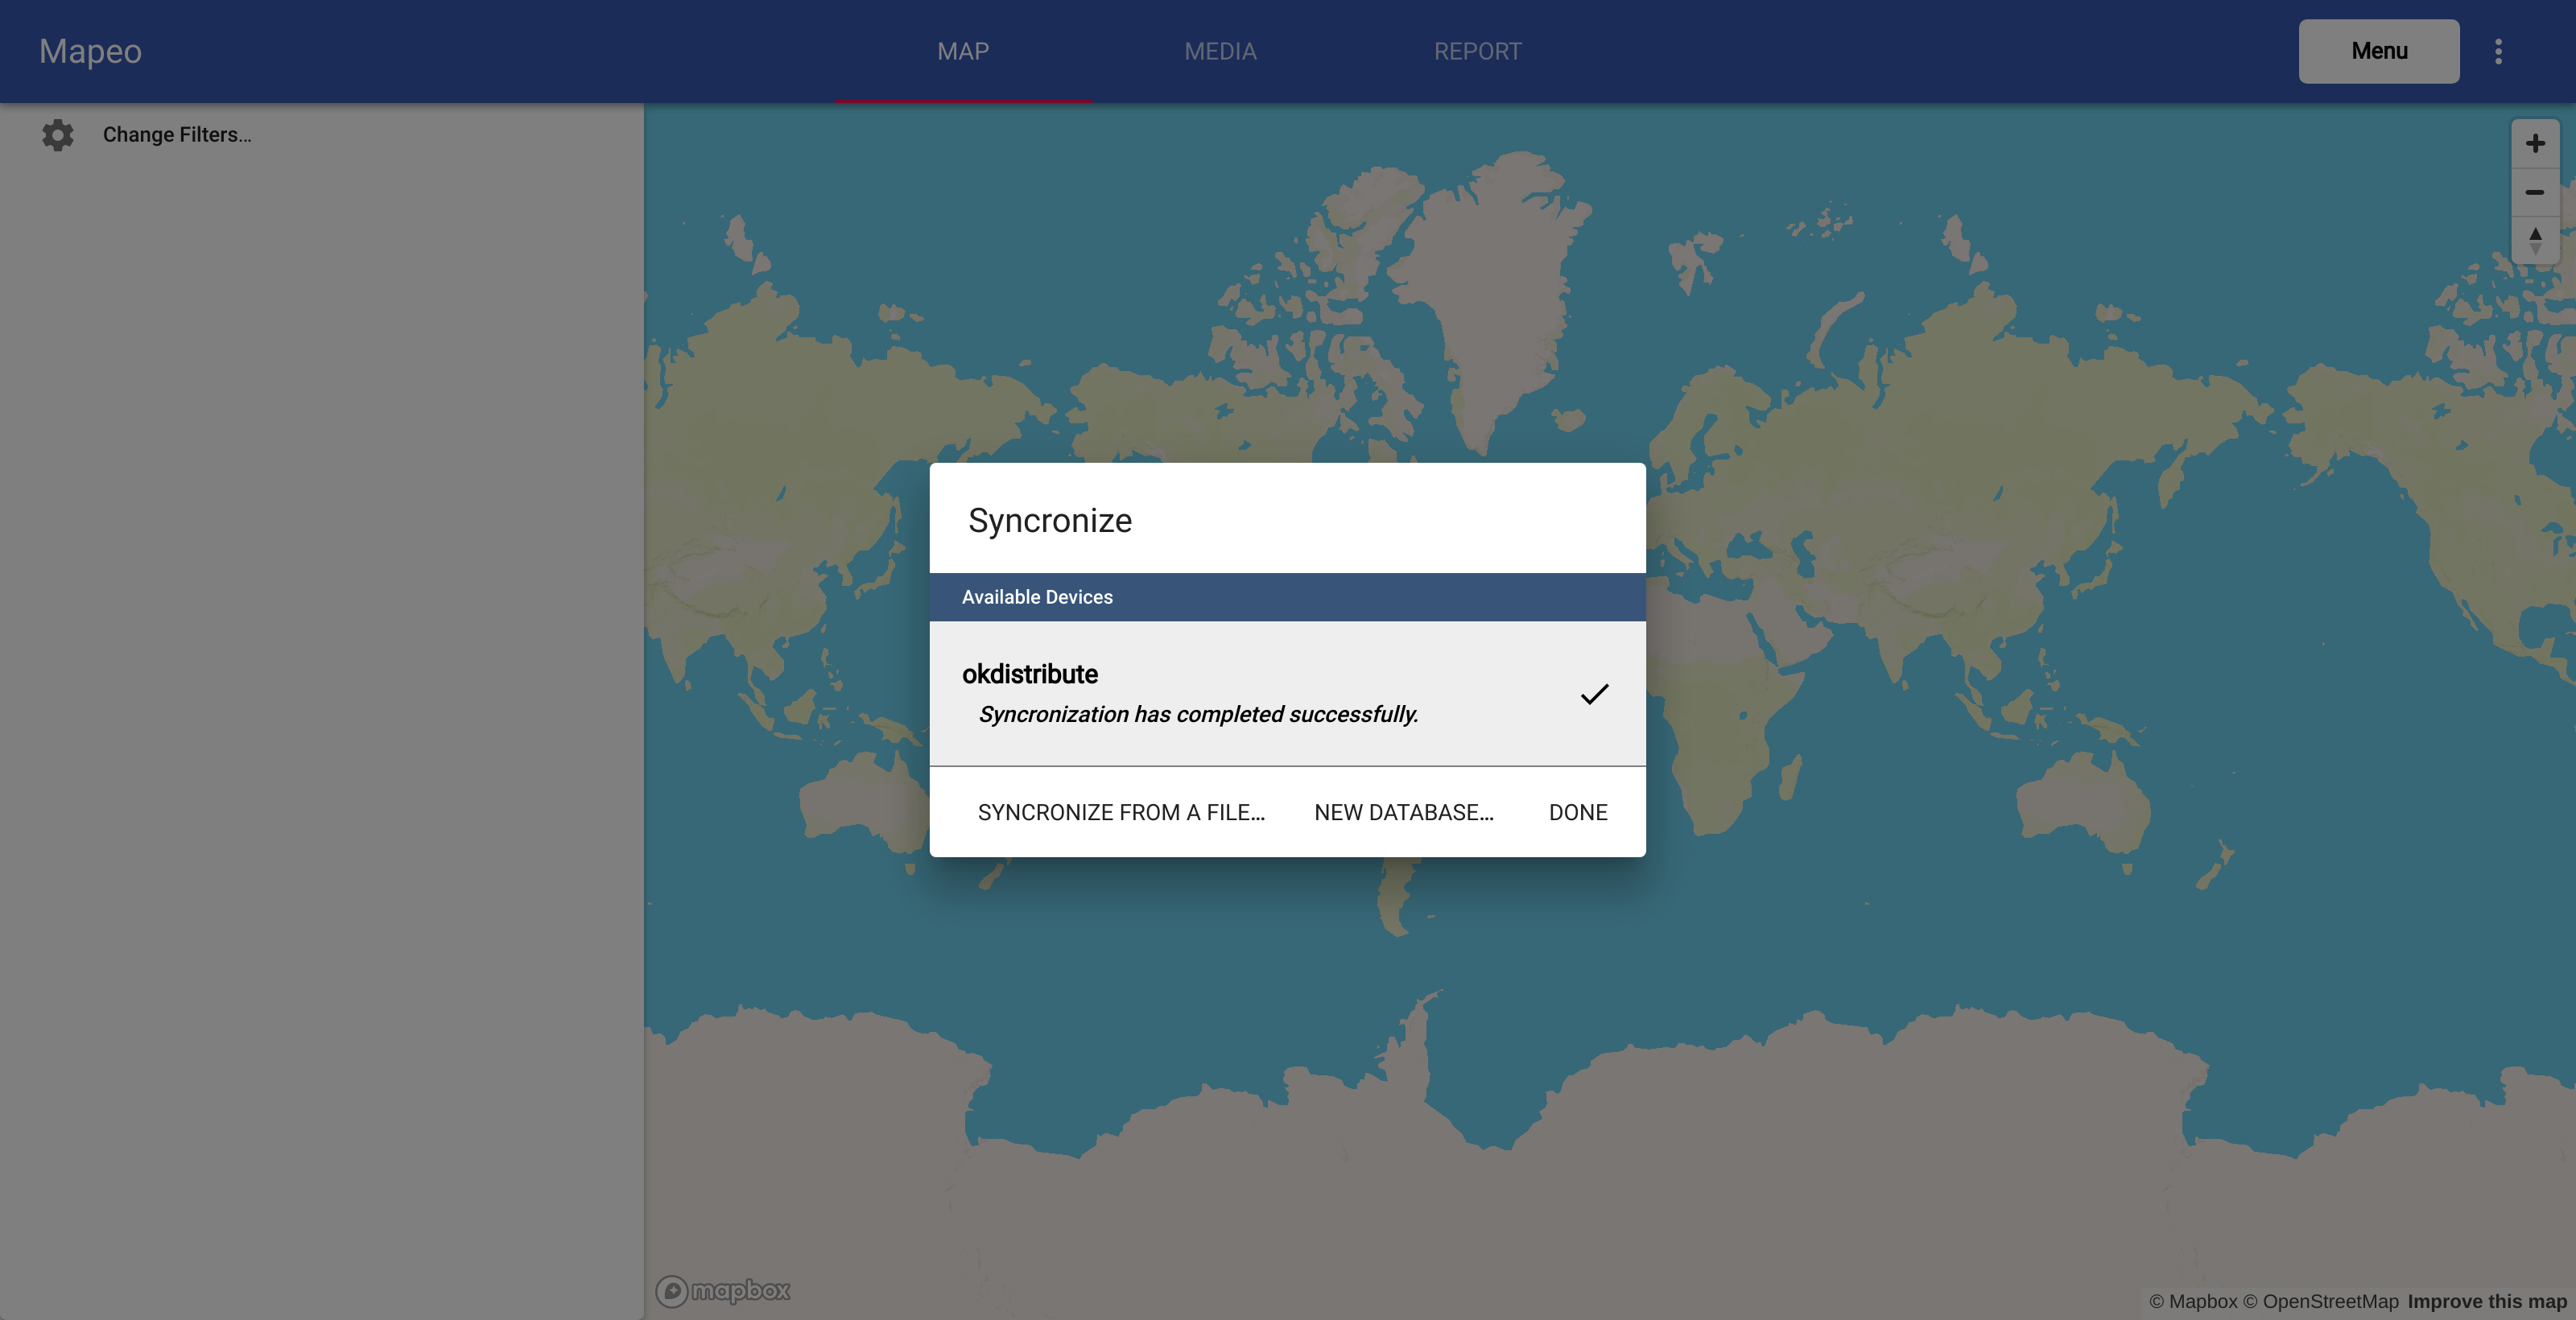 Mapeo
MAP
MEDIA
REPORT
Menu
Change Filters...
Syncronize
Available Devices
okdistribute
Syncronization has completed successfully.
SYNCRONIZE FROM A FILE...
NEW DATABASE...
DONE
mapbox
© Mapbox © OpenStreetMap Improve this map